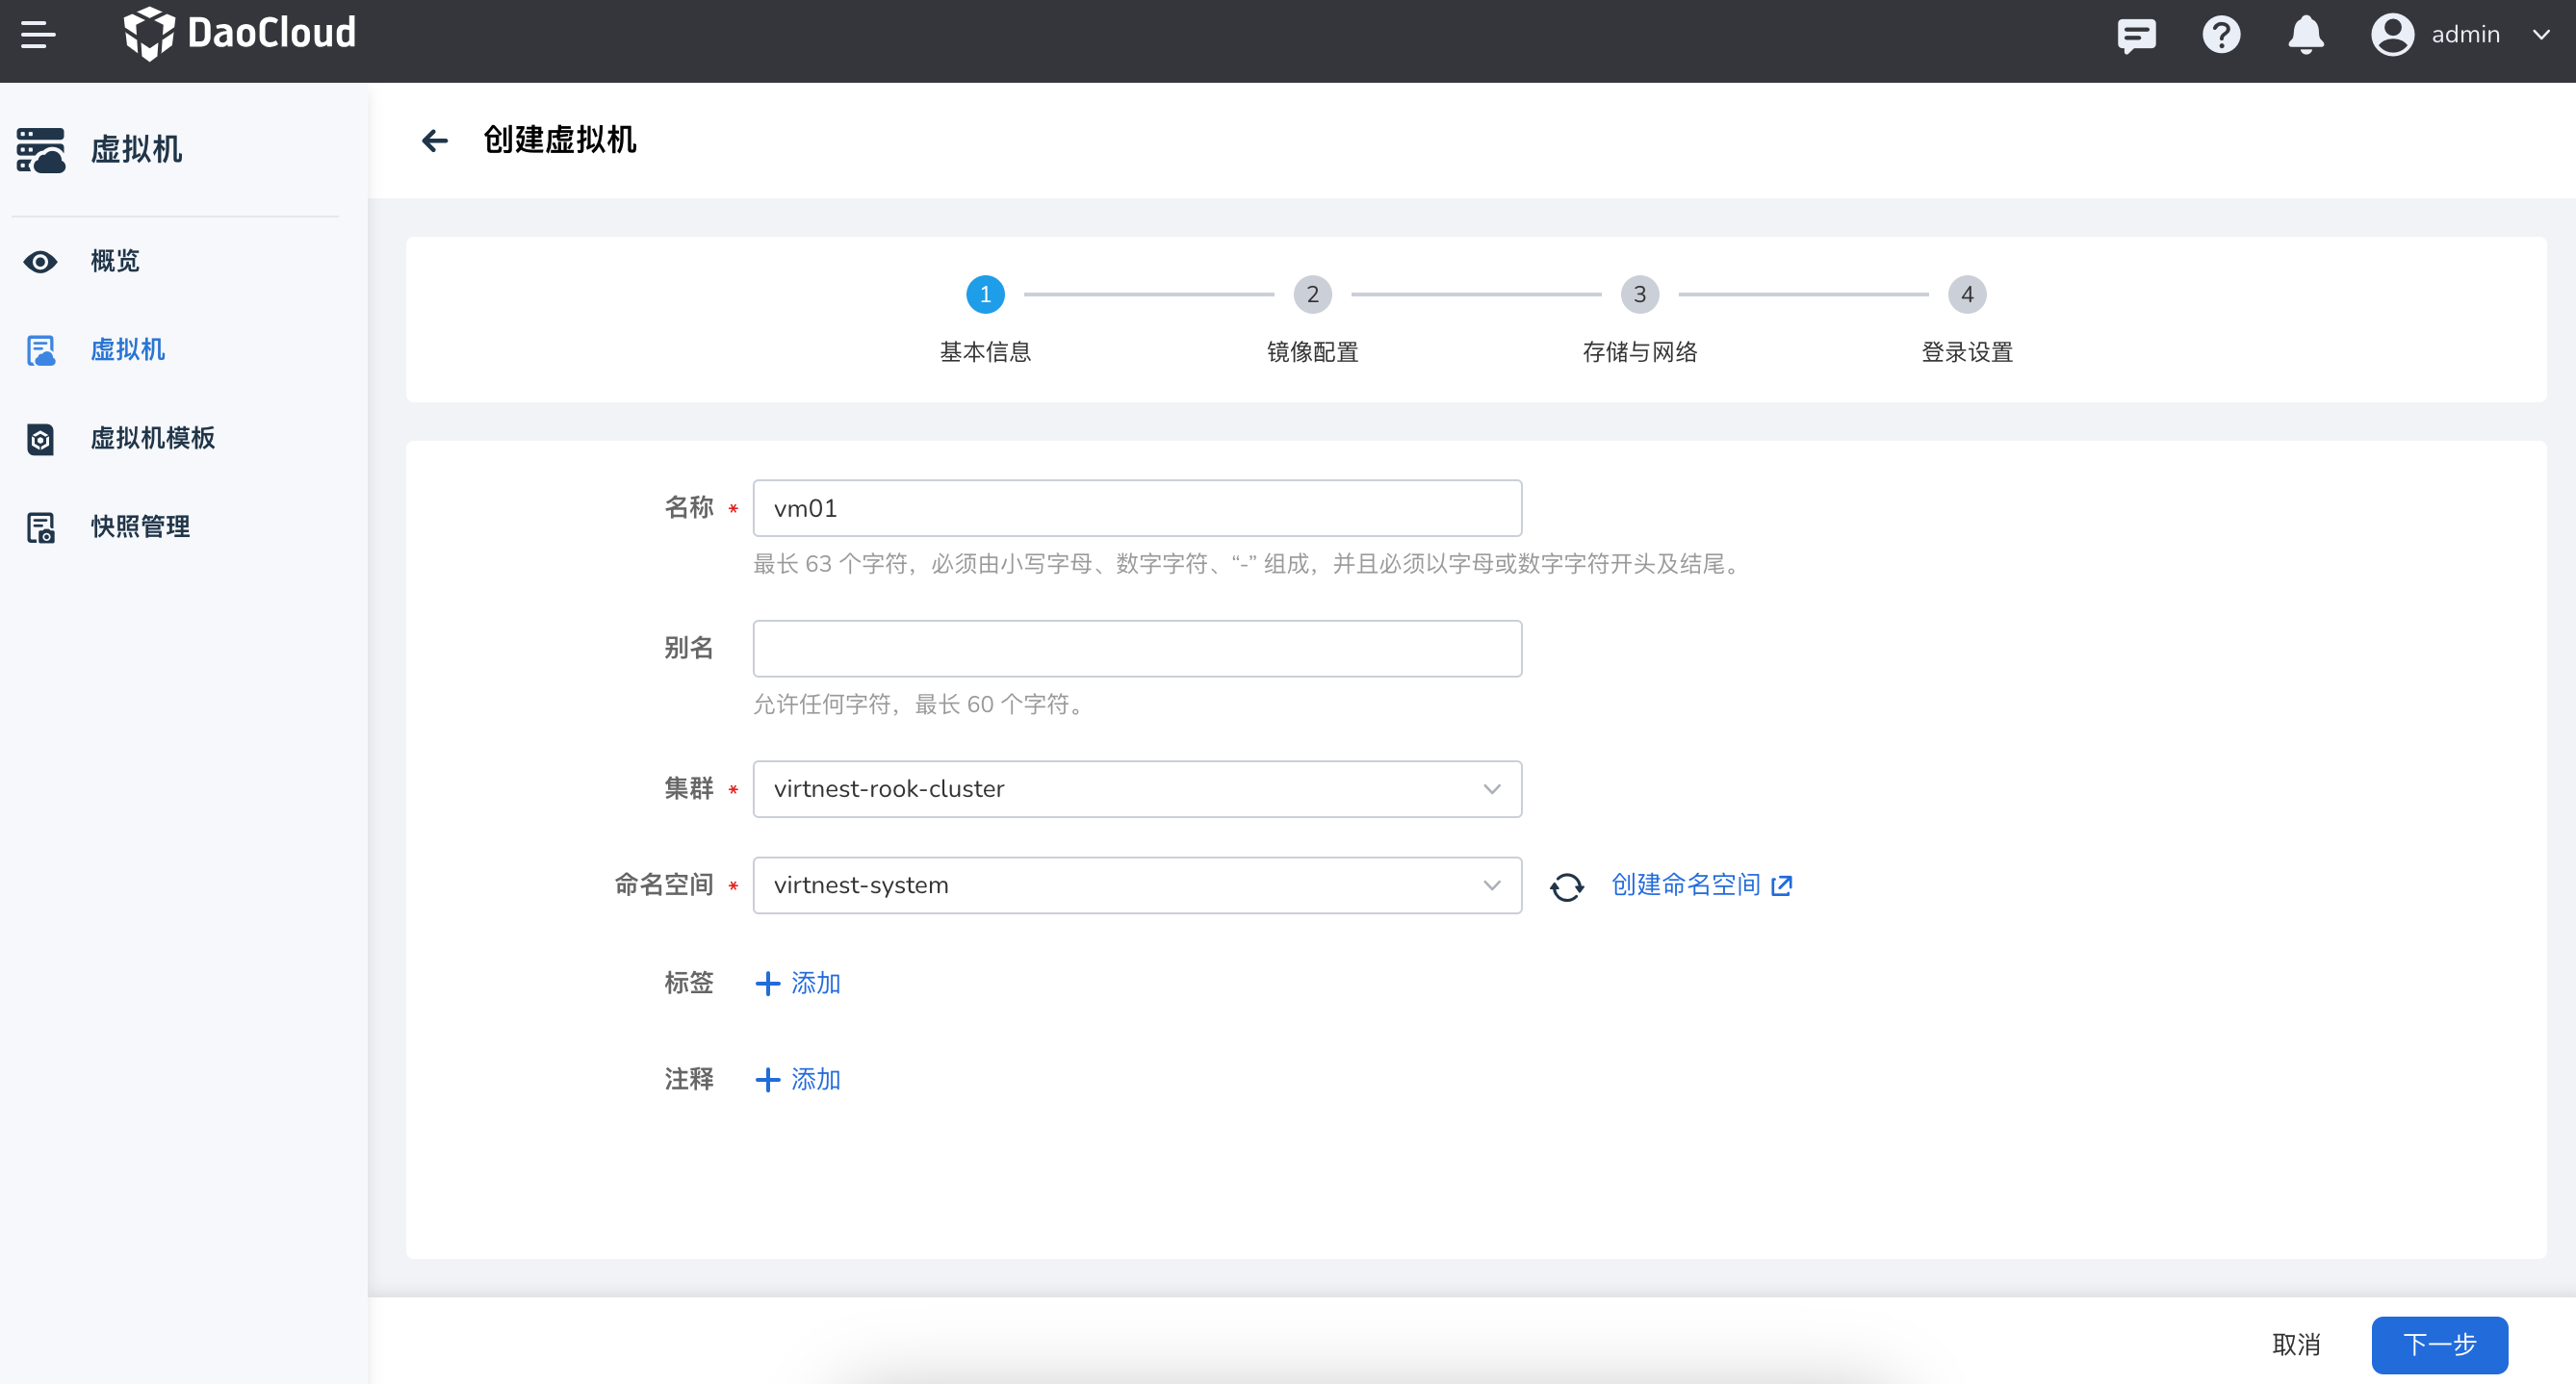 DaoCloud
admin
虚拟机
概览
虚拟机
虚拟机模板
快照管理
创建虚拟机
1
2
3
4
基本信息
镜像配置
存储与网络
登录设置
名称 *
vm01
最长 63 个字符，必须由小写字母、数字字符、“-” 组成，并且必须以字母或数字字符开头及结尾。
别名
允许任何字符，最长 60 个字符。
集群 *
virtnest-rook-cluster
命名空间 *
virtnest-system
创建命名空间
标签
添加
注释
添加
取消
下一步